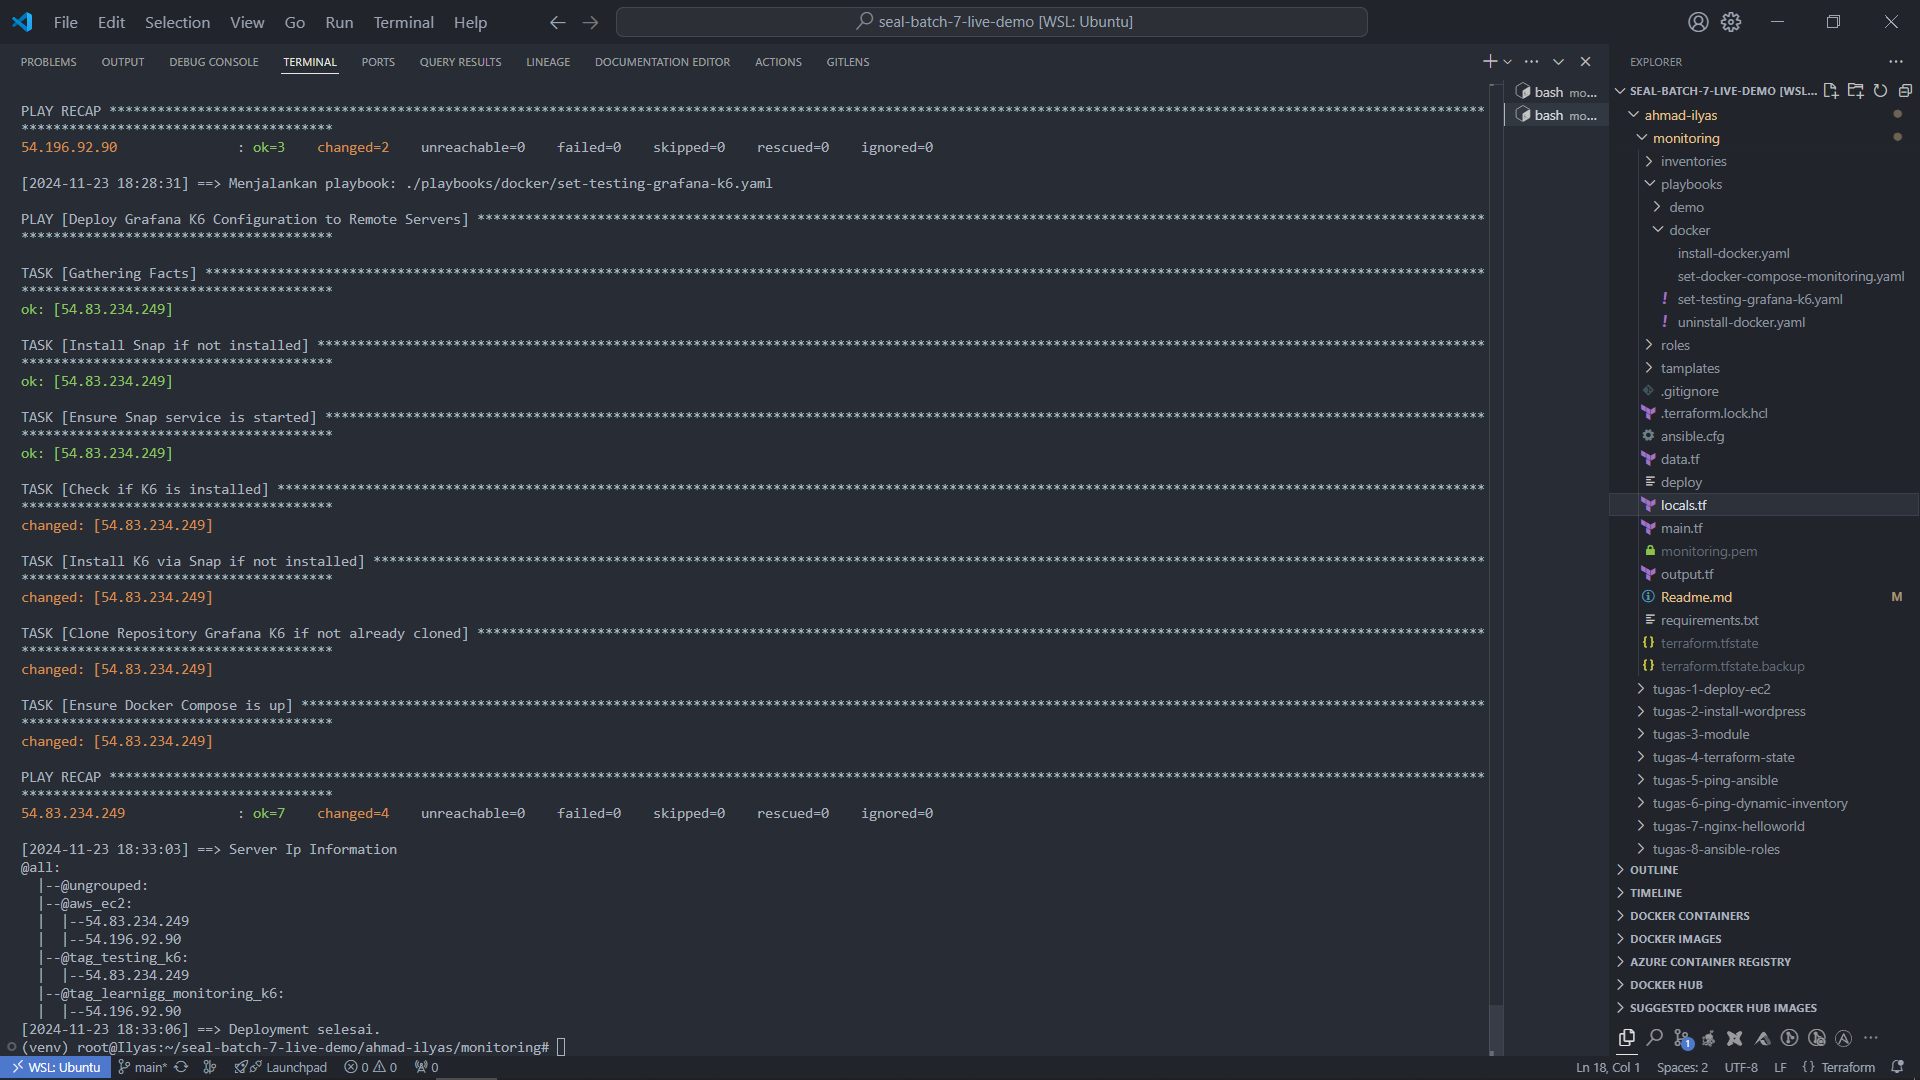 File Edit Selection View Go Run Terminal Help
seal-batch-7-live-demo [WSL: Ubuntu]
PROBLEMS OUTPUT DEBUG CONSOLE TERMINAL PORTS QUERY RESULTS LINEAGE DOCUMENTATION EDITOR ACTIONS GITLENS
PLAY RECAP ****************************************************************************************************************************************************************************
***************************************
54.196.92.90 : ok=3 changed=2 unreachable=0 failed=0 skipped=0 rescued=0 ignored=0
[2024-11-23 18:28:31] ==> Menjalankan playbook: ./playbooks/docker/set-testing-grafana-k6.yaml
PLAY [Deploy Grafana K6 Configuration to Remote Servers] ******************************************************************************************************************************
***************************************
TASK [Gathering Facts] ****************************************************************************************************************************************************************
***************************************
ok: [54.83.234.249]
TASK [Install Snap if not installed] **************************************************************************************************************************************************
***************************************
ok: [54.83.234.249]
TASK [Ensure Snap service is started] *************************************************************************************************************************************************
***************************************
ok: [54.83.234.249]
TASK [Check if K6 is installed] *******************************************************************************************************************************************************
***************************************
changed: [54.83.234.249]
TASK [Install K6 via Snap if not installed] *******************************************************************************************************************************************
***************************************
changed: [54.83.234.249]
TASK [Clone Repository Grafana K6 if not already cloned] ******************************************************************************************************************************
***************************************
changed: [54.83.234.249]
TASK [Ensure Docker Compose is up] ****************************************************************************************************************************************************
***************************************
changed: [54.83.234.249]
PLAY RECAP ****************************************************************************************************************************************************************************
***************************************
54.83.234.249 : ok=7 changed=4 unreachable=0 failed=0 skipped=0 rescued=0 ignored=0
[2024-11-23 18:33:03] ==> Server Ip Information
@all:
|--@ungrouped:
|--@aws_ec2:
| |--54.83.234.249
| |--54.196.92.90
|--@tag_testing_k6:
| |--54.83.234.249
|--@tag_learnigg_monitoring_k6:
| |--54.196.92.90
[2024-11-23 18:33:06] ==> Deployment selesai.
(venv) root@Ilyas:~/seal-batch-7-live-demo/ahmad-ilyas/monitoring#
bash mo...
bash mo...
EXPLORER
SEAL-BATCH-7-LIVE-DEMO [WSL...
ahmad-ilyas
monitoring
inventories
playbooks
demo
docker
install-docker.yaml
set-docker-compose-monitoring.yaml
! set-testing-grafana-k6.yaml
! uninstall-docker.yaml
roles
tamplates
.gitignore
.terraform.lock.hcl
ansible.cfg
data.tf
deploy
locals.tf
main.tf
monitoring.pem
output.tf
Readme.md M
requirements.txt
terraform.tfstate
terraform.tfstate.backup
tugas-1-deploy-ec2
tugas-2-install-wordpress
tugas-3-module
tugas-4-terraform-state
tugas-5-ping-ansible
tugas-6-ping-dynamic-inventory
tugas-7-nginx-helloworld
tugas-8-ansible-roles
OUTLINE
TIMELINE
DOCKER CONTAINERS
DOCKER IMAGES
AZURE CONTAINER REGISTRY
DOCKER HUB
SUGGESTED DOCKER HUB IMAGES
1
WSL: Ubuntu main* Launchpad 0 0 0 Ln 18, Col 1 Spaces: 2 UTF-8 LF {} Terraform